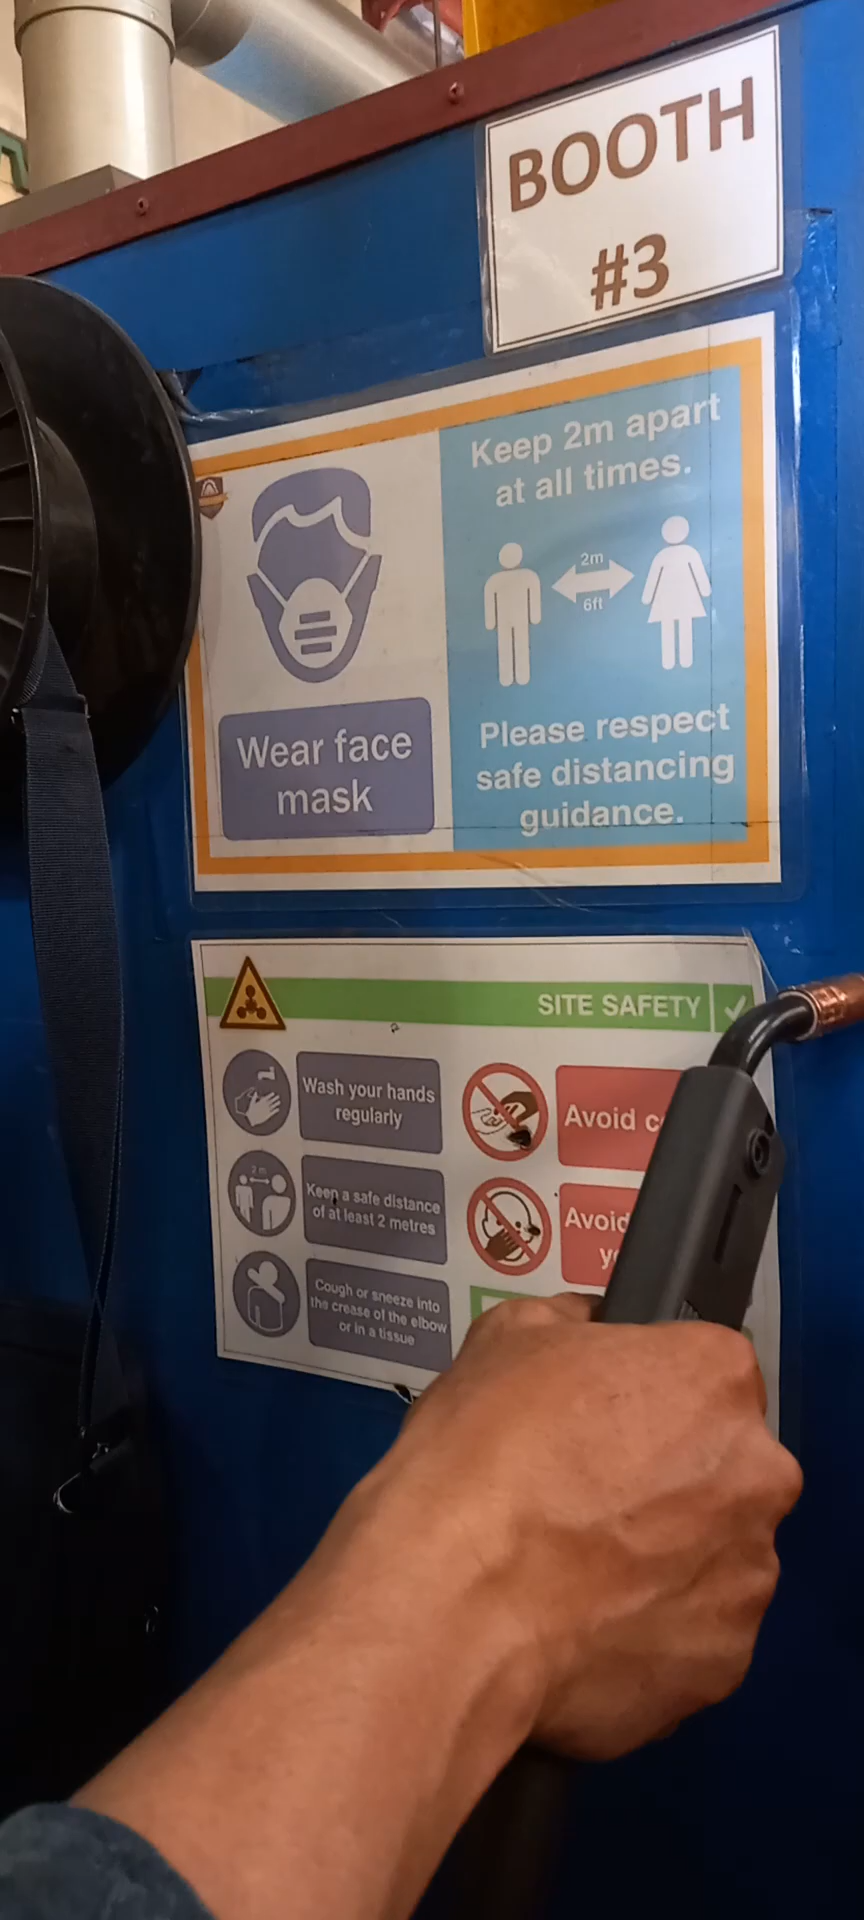 BOOTH
#3
Keep 2m apart
at all times.
2m
6ft
Wear face
mask
Please respect
safe distancing
guidance.
SITE SAFETY
Wash your hands
regularly
Avoid
2 m
Keep a safe distance
of at least 2 metres
Avoid
Cough or sneeze into
the crease of the elbow
or in a tissue